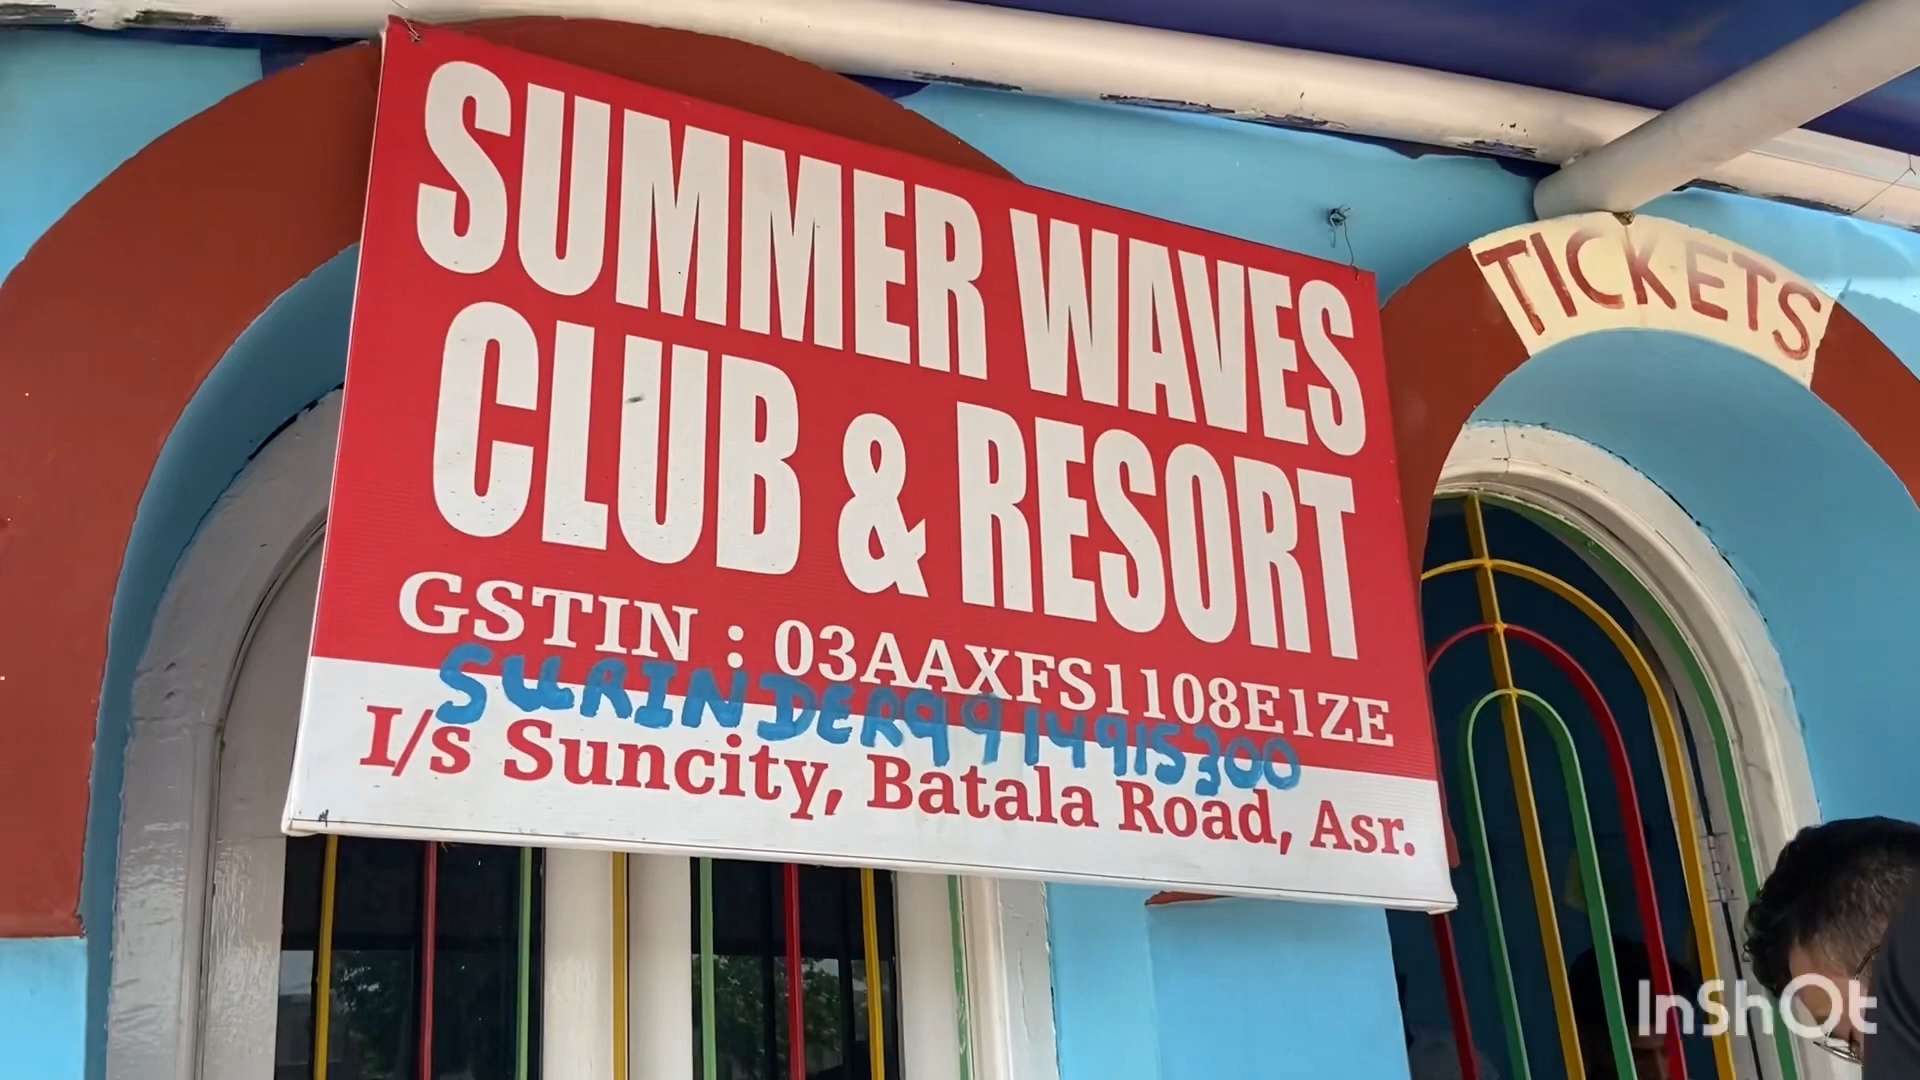 SUMMER WAVES
CLUB & RESORT
GSTIN : 03AAXFS1108E1ZE
SURINDER 9914915300
I/s Suncity, Batala Road, Asr.
TICKETS
InShOt